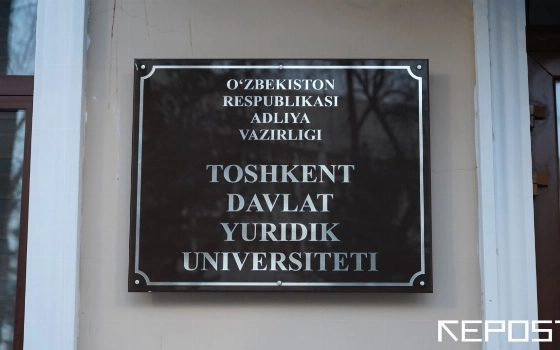 O‘ZBEKISTON
RESPUBLIKASI
ADLIYA
VAZIRLIGI
TOSHKENT
DAVLAT
YURIDIK
UNIVERSITETI
REPOST